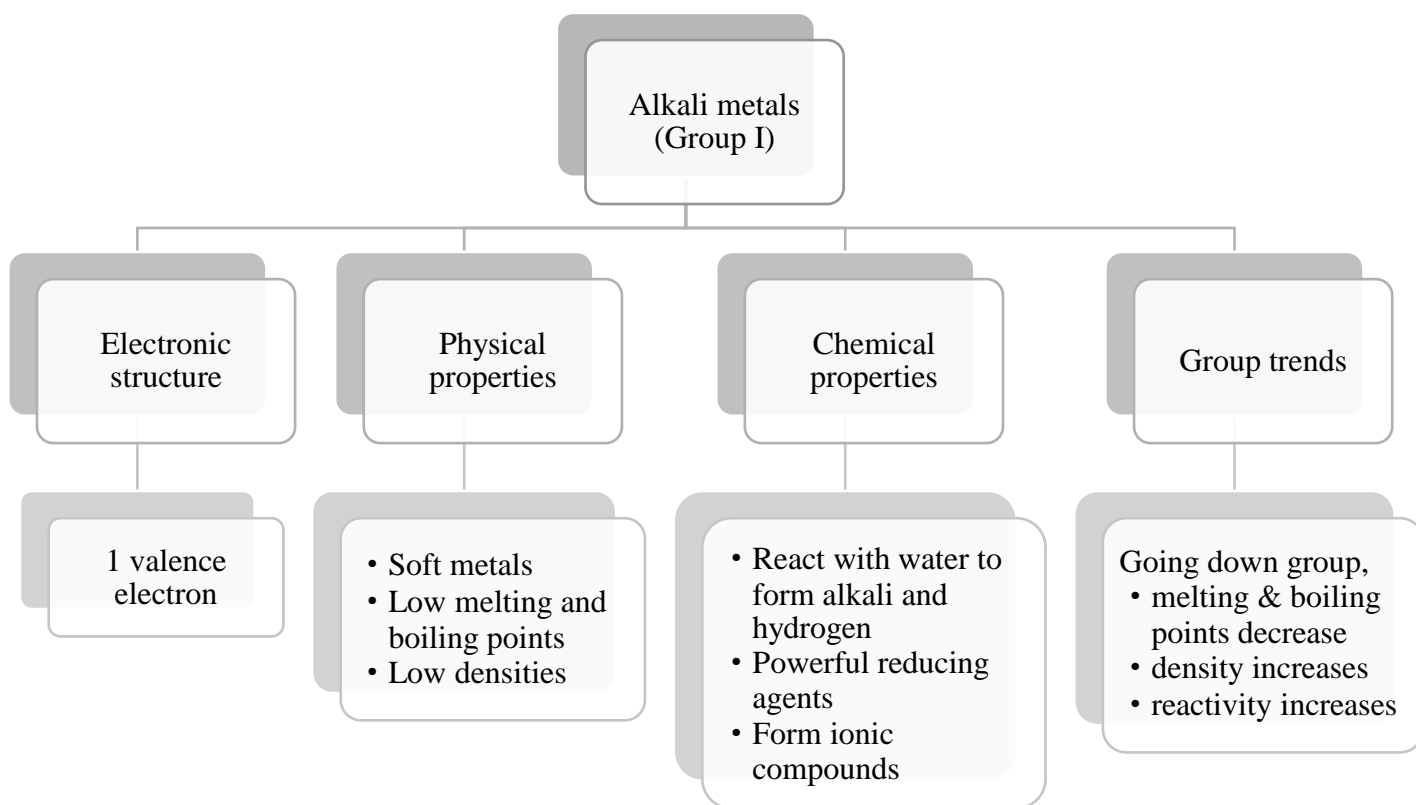 Alkali metals
(Group I)
Electronic
structure
Physical
properties
Chemical
properties
Group trends
1 valence
electron
• Soft metals
• Low melting and
boiling points
• Low densities
• React with water to
form alkali and
hydrogen
• Powerful reducing
agents
• Form ionic
compounds
Going down group,
• melting & boiling
points decrease
• density increases
• reactivity increases